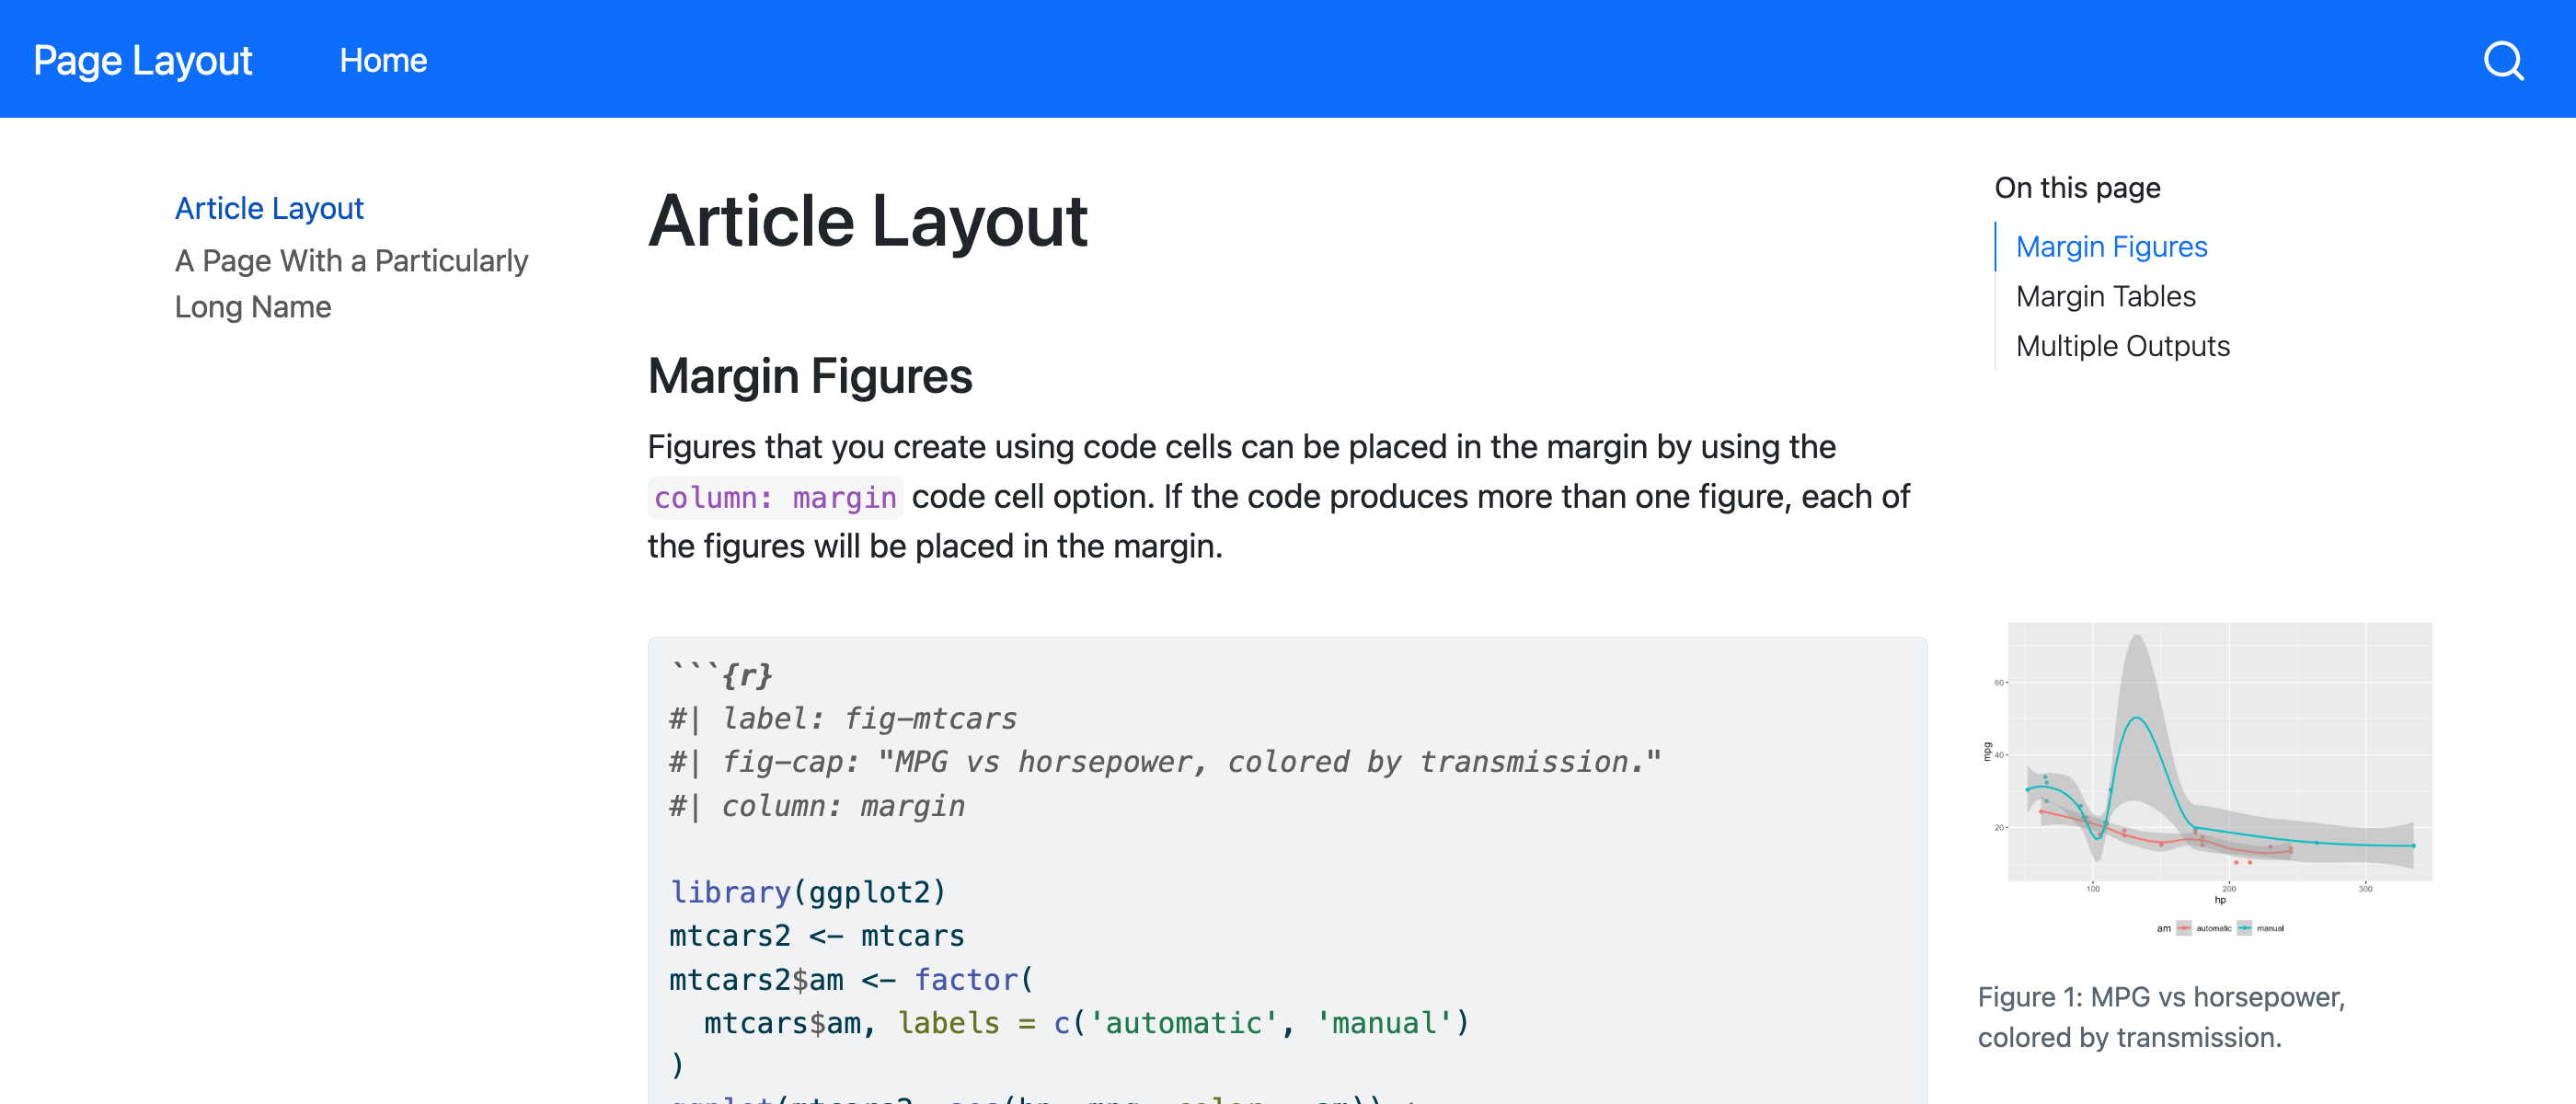 Page Layout
Home
Article Layout
A Page With a Particularly
Long Name
Article Layout
Margin Figures
Figures that you create using code cells can be placed in the margin by using the
column: margin code cell option. If the code produces more than one figure, each of
the figures will be placed in the margin.
```{r}
#| label: fig-mtcars
#| fig-cap: "MPG vs horsepower, colored by transmission."
#| column: margin
library(ggplot2)
mtcars2 <- mtcars
mtcars2$am <- factor(
mtcars$am, labels = c('automatic', 'manual')
)
On this page
Margin Figures
Margin Tables
Multiple Outputs
60
40
20
mpg
100 200 300
hp
am automatic manual
Figure 1: MPG vs horsepower,
colored by transmission.